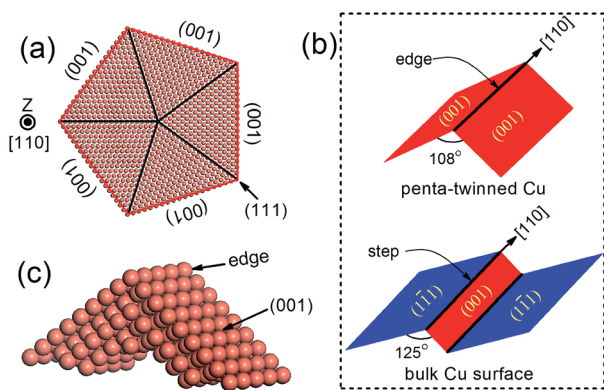 (a)
(001)
(001)
(001)
(001)
(001)
Z
[110]
(111)
(b)
[110]
edge
(001)
(001)
108°
penta-twinned Cu
[110]
step
(11̄1)
(001)
(11̄1)
125°
bulk Cu surface
(c)
edge
(001)